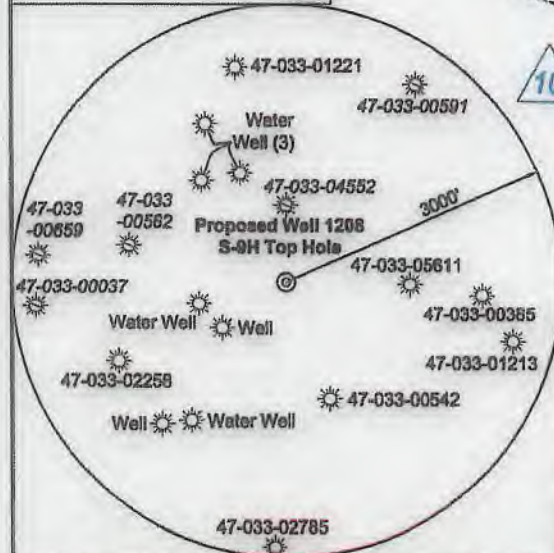 47-033-01221
47-033-00591
10
Water
Well (3)
47-033-04552
47-033
-00659
47-033
-00562
3000'
Proposed Well 1208
S-9H Top Hole
47-033-00037
47-033-05611
Water Well
Well
47-033-00365
47-033-01213
47-033-02258
47-033-00542
Well
Water Well
47-033-02785